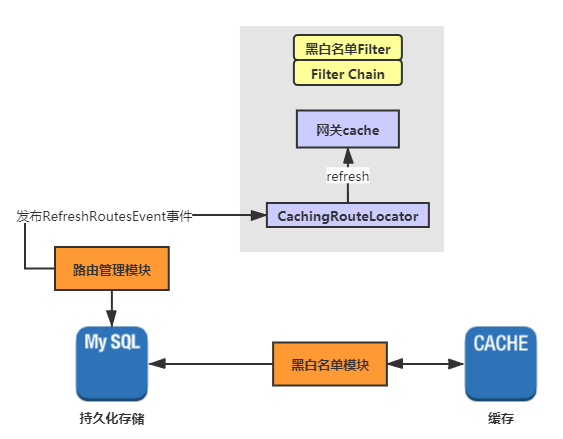 黑白名单Filter
Filter Chain
网关cache
refresh
CachingRouteLocator
发布RefreshRoutesEvent事件
路由管理模块
My SQL
持久化存储
黑白名单模块
CACHE
缓存